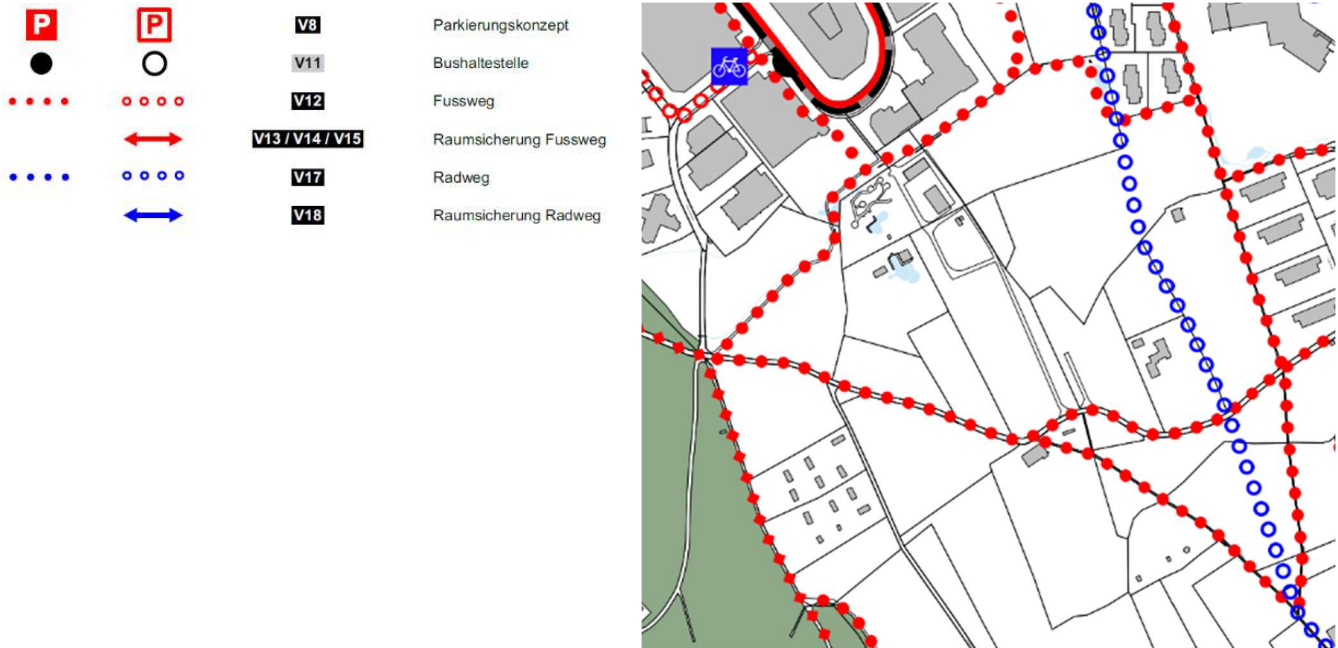 P P V8 Parkierungskonzept
V11 Bushaltestelle
V12 Fussweg
V13 / V14 / V15 Raumsicherung Fussweg
V17 Radweg
V18 Raumsicherung Radweg